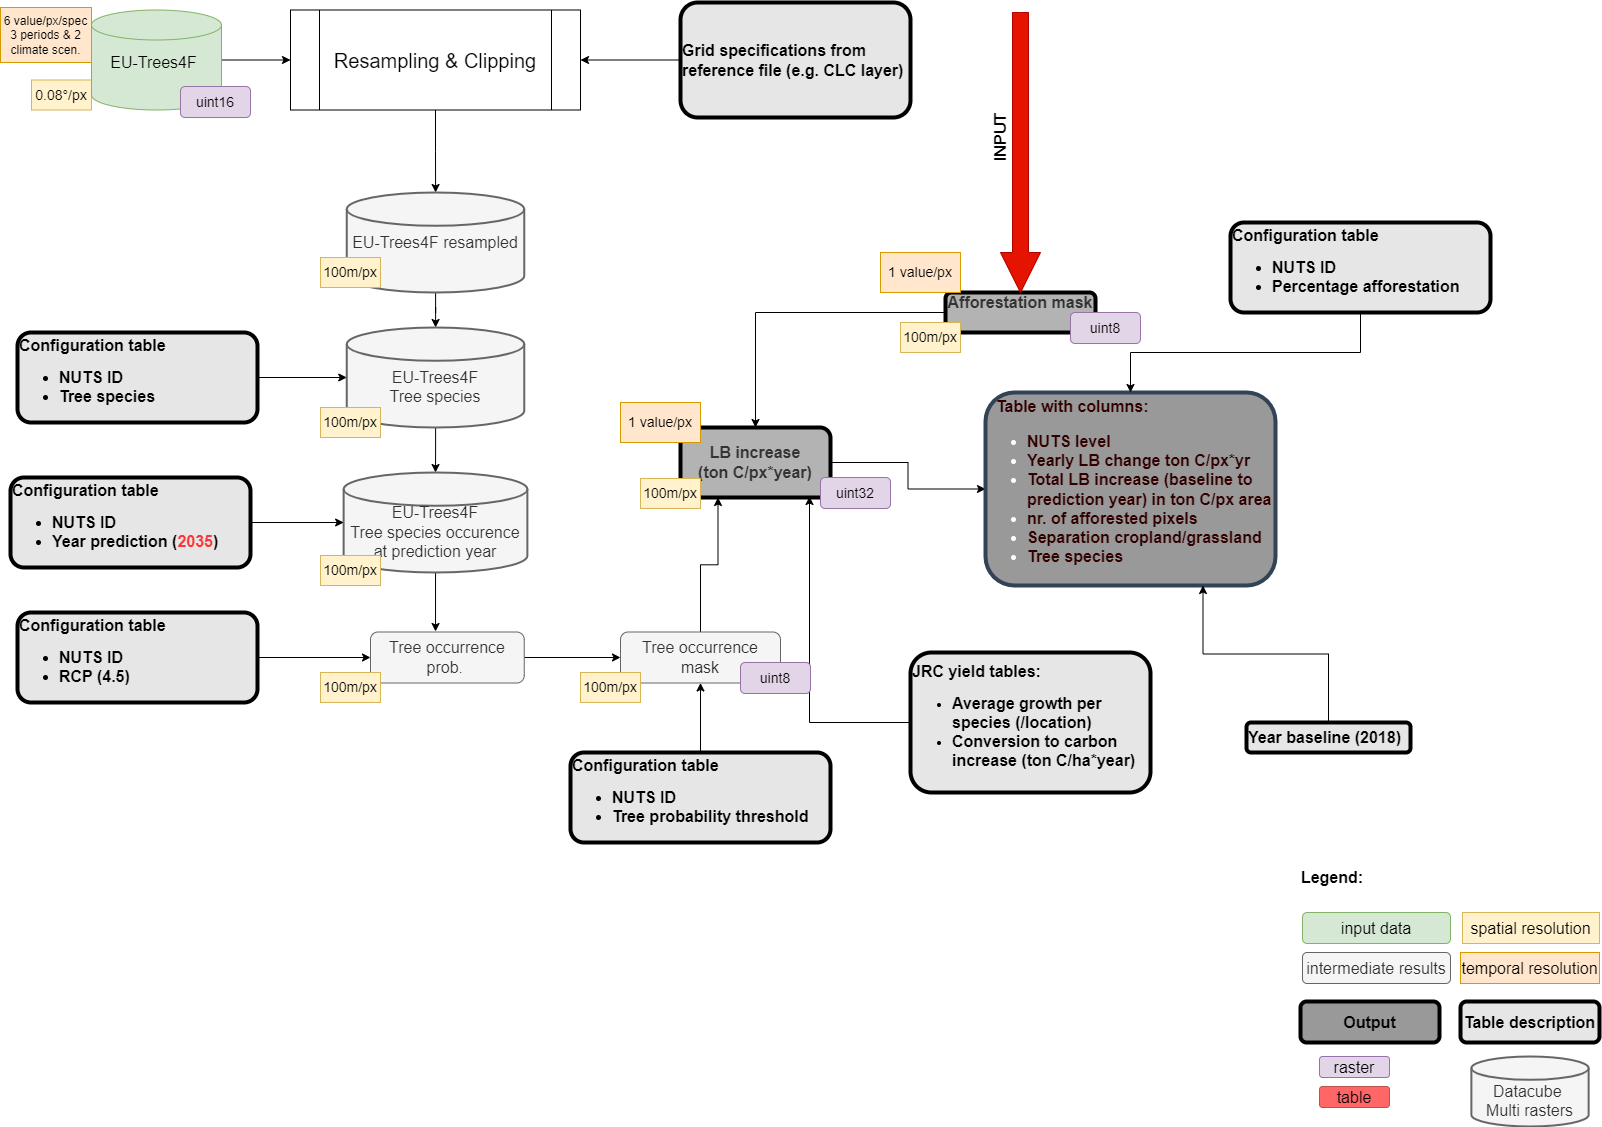 6 value/px/spec
3 periods & 2
climate scen.
EU-Trees4F
0.08°/px
uint16
Resampling & Clipping
Grid specifications from
reference file (e.g. CLC layer)
INPUT
EU-Trees4F resampled
100m/px
1 value/px
Afforestation mask
100m/px
uint8
Configuration table
NUTS ID
Percentage afforestation
Configuration table
NUTS ID
Tree species
EU-Trees4F
Tree species
100m/px
1 value/px
LB increase
(ton C/px*year)
100m/px
uint32
Table with columns:
NUTS level
Yearly LB change ton C/px*yr
Total LB increase (baseline to
prediction year) in ton C/px area
nr. of afforested pixels
Separation cropland/grassland
Tree species
Configuration table
NUTS ID
Year prediction (2035)
EU-Trees4F
Tree species occurence
at prediction year
100m/px
Configuration table
NUTS ID
RCP (4.5)
Tree occurrence
prob.
100m/px
Tree occurrence
mask
100m/px
uint8
JRC yield tables:
Average growth per
species (/location)
Conversion to carbon
increase (ton C/ha*year)
Year baseline (2018)
Configuration table
NUTS ID
Tree probability threshold
Legend:
input data
spatial resolution
intermediate results
temporal resolution
Output
Table description
raster
table
Datacube
Multi rasters